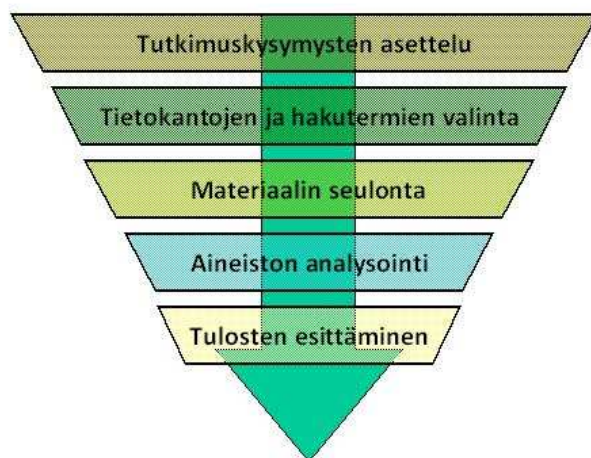 Tutkimuskysymysten asettelu
Tietokantojen ja hakutermien valinta
Materiaalin seulonta
Aineiston analysointi
Tulosten esittäminen